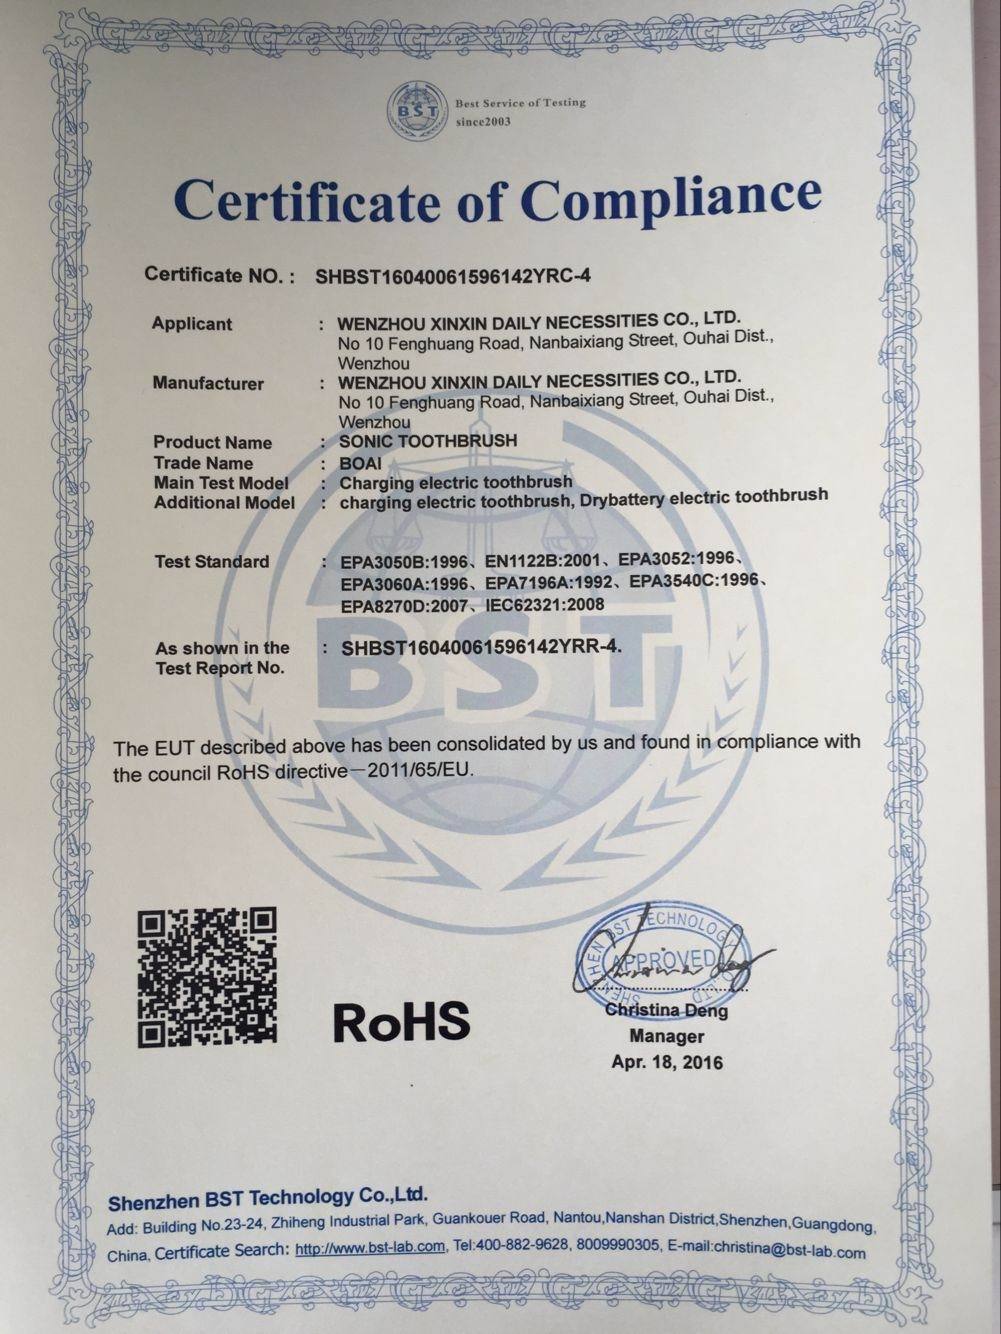 BST
Best Service of Testing
since2003
Certificate of Compliance
Certificate NO. : SHBST16040061596142YRC-4
Applicant : WENZHOU XINXIN DAILY NECESSITIES CO., LTD.
No 10 Fenghuang Road, Nanbaixiang Street, Ouhai Dist.,
Wenzhou
Manufacturer : WENZHOU XINXIN DAILY NECESSITIES CO., LTD.
No 10 Fenghuang Road, Nanbaixiang Street, Ouhai Dist.,
Wenzhou
Product Name : SONIC TOOTHBRUSH
Trade Name : BOAI
Main Test Model : Charging electric toothbrush
Additional Model : charging electric toothbrush, Drybattery electric toothbrush
Test Standard : EPA3050B:1996、EN1122B:2001、EPA3052:1996、
EPA3060A:1996、EPA7196A:1992、EPA3540C:1996、
EPA8270D:2007、IEC62321:2008
As shown in the : SHBST16040061596142YRR-4.
Test Report No.
BST
The EUT described above has been consolidated by us and found in compliance with
the council RoHS directive－2011/65/EU.
RoHS
SHENZHEN BST TECHNOLOGY LTD
APPROVED
Christina Deng
Christina Deng
Manager
Apr. 18, 2016
Shenzhen BST Technology Co.,Ltd.
Add: Building No.23-24, Zhiheng Industrial Park, Guankouer Road, Nantou,Nanshan District,Shenzhen,Guangdong,
China, Certificate Search: http://www.bst-lab.com, Tel:400-882-9628, 8009990305, E-mail:christina@bst-lab.com